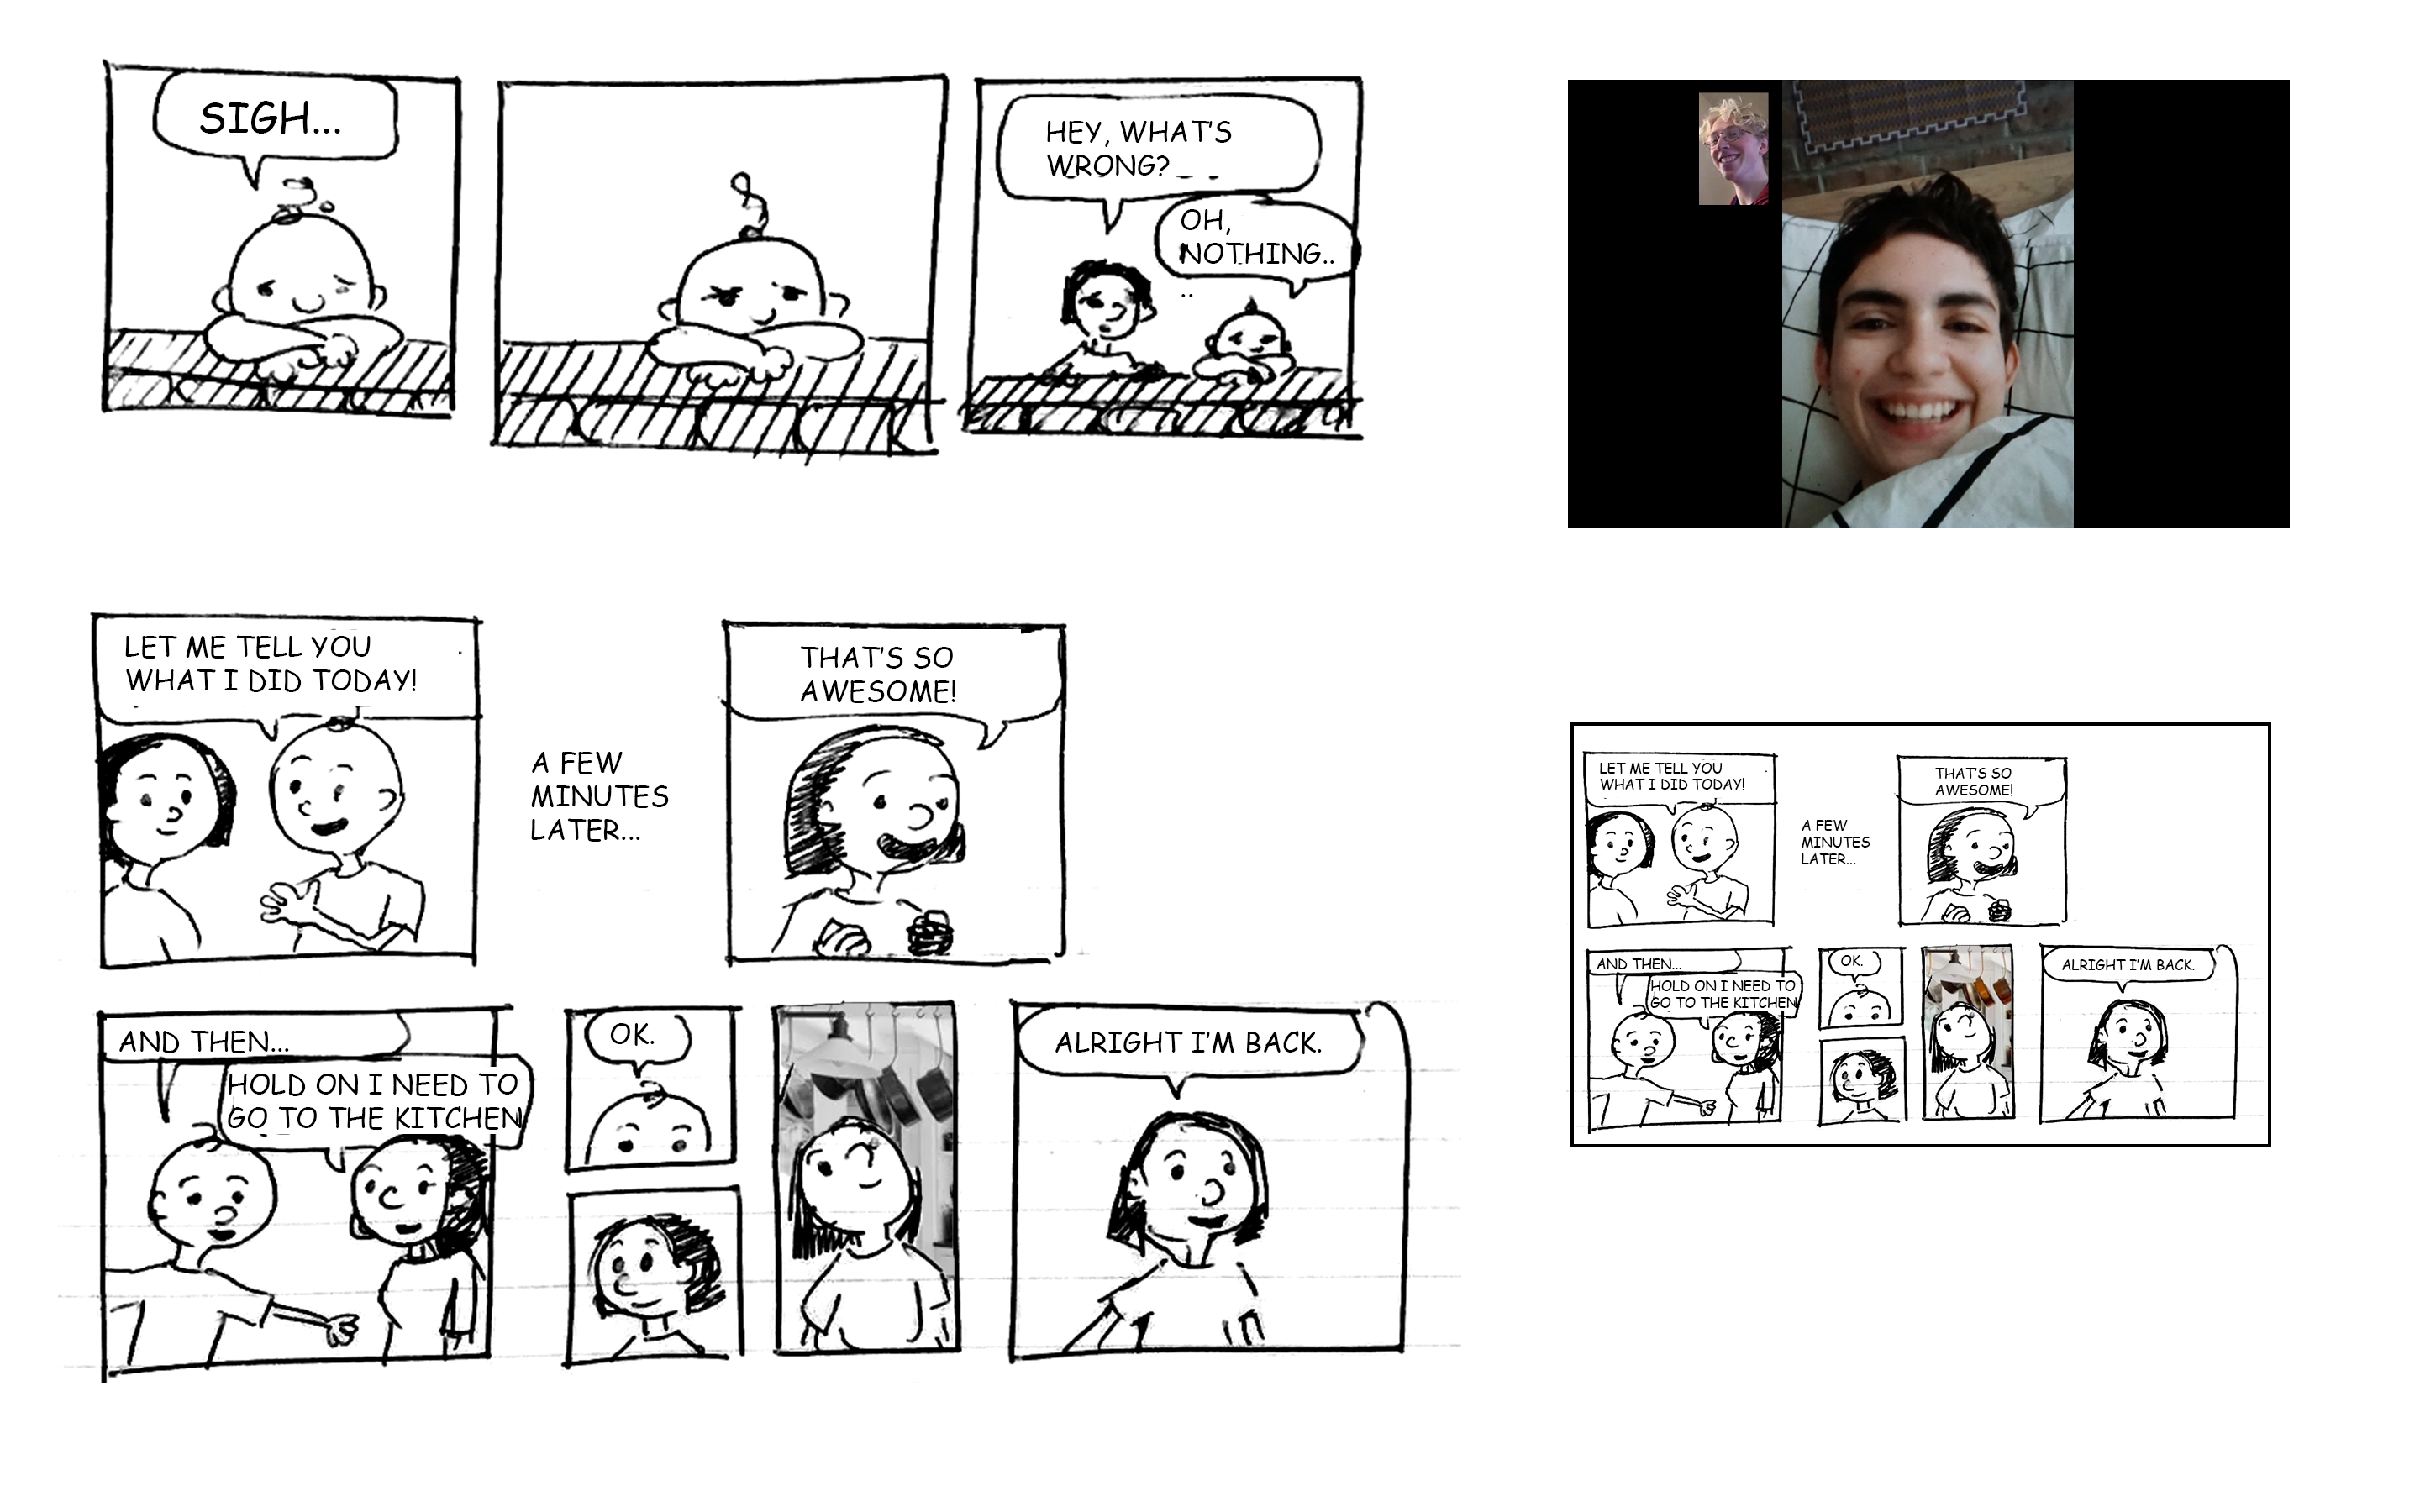 SIGH...
HEY, WHAT'S
WRONG?
OH,
NOTHING..
..
LET ME TELL YOU
WHAT I DID TODAY!
A FEW
MINUTES
LATER...
THAT'S SO
AWESOME!
AND THEN...
HOLD ON I NEED TO
GO TO THE KITCHEN
OK.
ALRIGHT I'M BACK.
LET ME TELL YOU
WHAT I DID TODAY!
A FEW
MINUTES
LATER...
THAT'S SO
AWESOME!
AND THEN...
HOLD ON I NEED TO
GO TO THE KITCHEN
OK.
ALRIGHT I'M BACK.